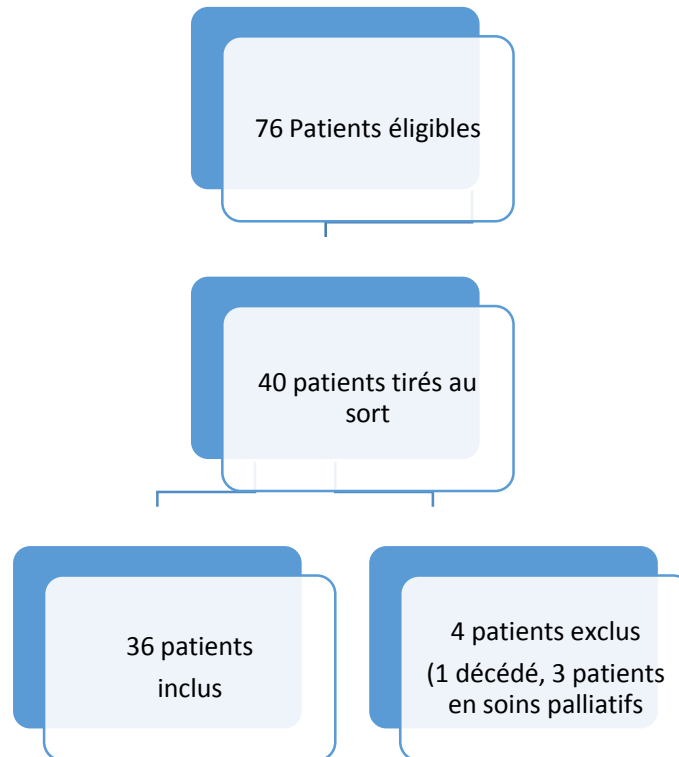 76 Patients éligibles
40 patients tirés au
sort
36 patients
inclus
4 patients exclus
(1 décédé, 3 patients
en soins palliatifs